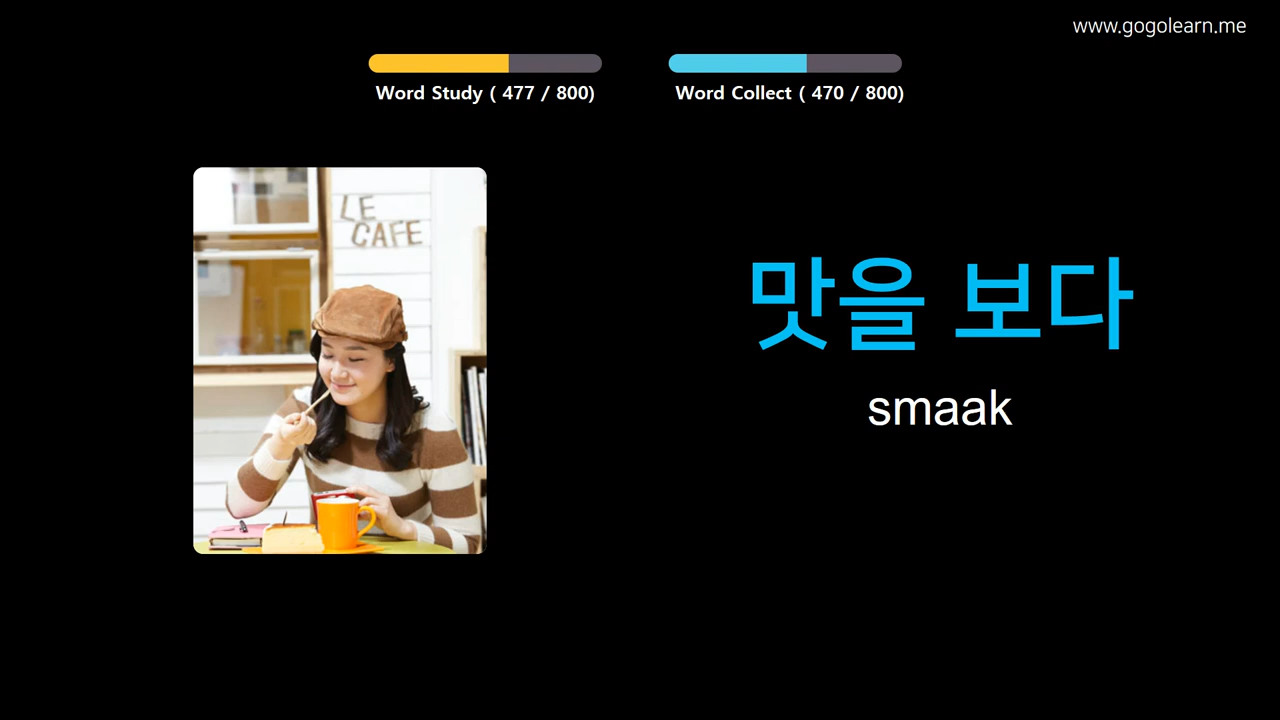 www.gogolearn.me
Word Study ( 477 / 800)
Word Collect ( 470 / 800)
LE
CAFE
맛을 보다
smaak